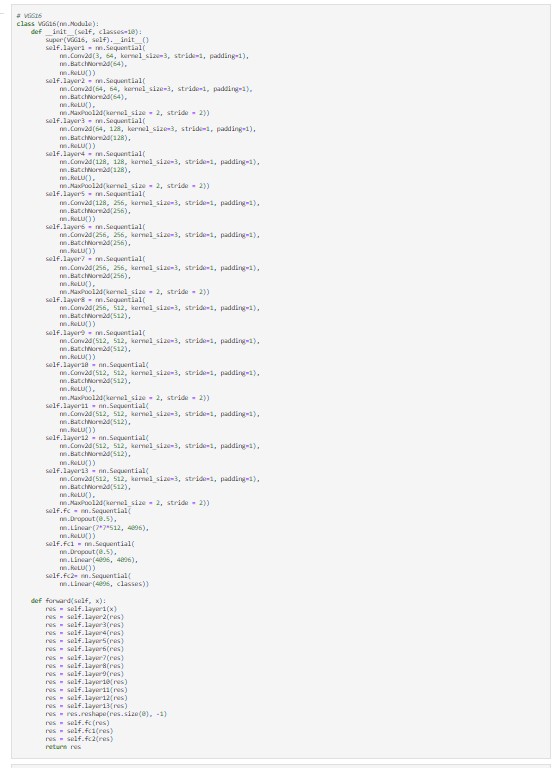 # VGG16
class VGG16(nn.Module):
    def __init__(self, classes=10):
        super(VGG16, self).__init__()
        self.layer1 = nn.Sequential(
            nn.Conv2d(3, 64, kernel_size=3, stride=1, padding=1),
            nn.BatchNorm2d(64),
            nn.ReLU())
        self.layer2 = nn.Sequential(
            nn.Conv2d(64, 64, kernel_size=3, stride=1, padding=1),
            nn.BatchNorm2d(64),
            nn.ReLU(),
            nn.MaxPool2d(kernel_size = 2, stride = 2))
        self.layer3 = nn.Sequential(
            nn.Conv2d(64, 128, kernel_size=3, stride=1, padding=1),
            nn.BatchNorm2d(128),
            nn.ReLU())
        self.layer4 = nn.Sequential(
            nn.Conv2d(128, 128, kernel_size=3, stride=1, padding=1),
            nn.BatchNorm2d(128),
            nn.ReLU(),
            nn.MaxPool2d(kernel_size = 2, stride = 2))
        self.layer5 = nn.Sequential(
            nn.Conv2d(128, 256, kernel_size=3, stride=1, padding=1),
            nn.BatchNorm2d(256),
            nn.ReLU())
        self.layer6 = nn.Sequential(
            nn.Conv2d(256, 256, kernel_size=3, stride=1, padding=1),
            nn.BatchNorm2d(256),
            nn.ReLU())
        self.layer7 = nn.Sequential(
            nn.Conv2d(256, 256, kernel_size=3, stride=1, padding=1),
            nn.BatchNorm2d(256),
            nn.ReLU(),
            nn.MaxPool2d(kernel_size = 2, stride = 2))
        self.layer8 = nn.Sequential(
            nn.Conv2d(256, 512, kernel_size=3, stride=1, padding=1),
            nn.BatchNorm2d(512),
            nn.ReLU())
        self.layer9 = nn.Sequential(
            nn.Conv2d(512, 512, kernel_size=3, stride=1, padding=1),
            nn.BatchNorm2d(512),
            nn.ReLU())
        self.layer10 = nn.Sequential(
            nn.Conv2d(512, 512, kernel_size=3, stride=1, padding=1),
            nn.BatchNorm2d(512),
            nn.ReLU(),
            nn.MaxPool2d(kernel_size = 2, stride = 2))
        self.layer11 = nn.Sequential(
            nn.Conv2d(512, 512, kernel_size=3, stride=1, padding=1),
            nn.BatchNorm2d(512),
            nn.ReLU())
        self.layer12 = nn.Sequential(
            nn.Conv2d(512, 512, kernel_size=3, stride=1, padding=1),
            nn.BatchNorm2d(512),
            nn.ReLU())
        self.layer13 = nn.Sequential(
            nn.Conv2d(512, 512, kernel_size=3, stride=1, padding=1),
            nn.BatchNorm2d(512),
            nn.ReLU(),
            nn.MaxPool2d(kernel_size = 2, stride = 2))
        self.fc = nn.Sequential(
            nn.Dropout(0.5),
            nn.Linear(7*7*512, 4096),
            nn.ReLU())
        self.fc1 = nn.Sequential(
            nn.Dropout(0.5),
            nn.Linear(4096, 4096),
            nn.ReLU())
        self.fc2= nn.Sequential(
            nn.Linear(4096, classes))
    def forward(self, x):
        res = self.layer1(x)
        res = self.layer2(res)
        res = self.layer3(res)
        res = self.layer4(res)
        res = self.layer5(res)
        res = self.layer6(res)
        res = self.layer7(res)
        res = self.layer8(res)
        res = self.layer9(res)
        res = self.layer10(res)
        res = self.layer11(res)
        res = self.layer12(res)
        res = self.layer13(res)
        res = res.reshape(res.size(0), -1)
        res = self.fc(res)
        res = self.fc1(res)
        res = self.fc2(res)
        return res